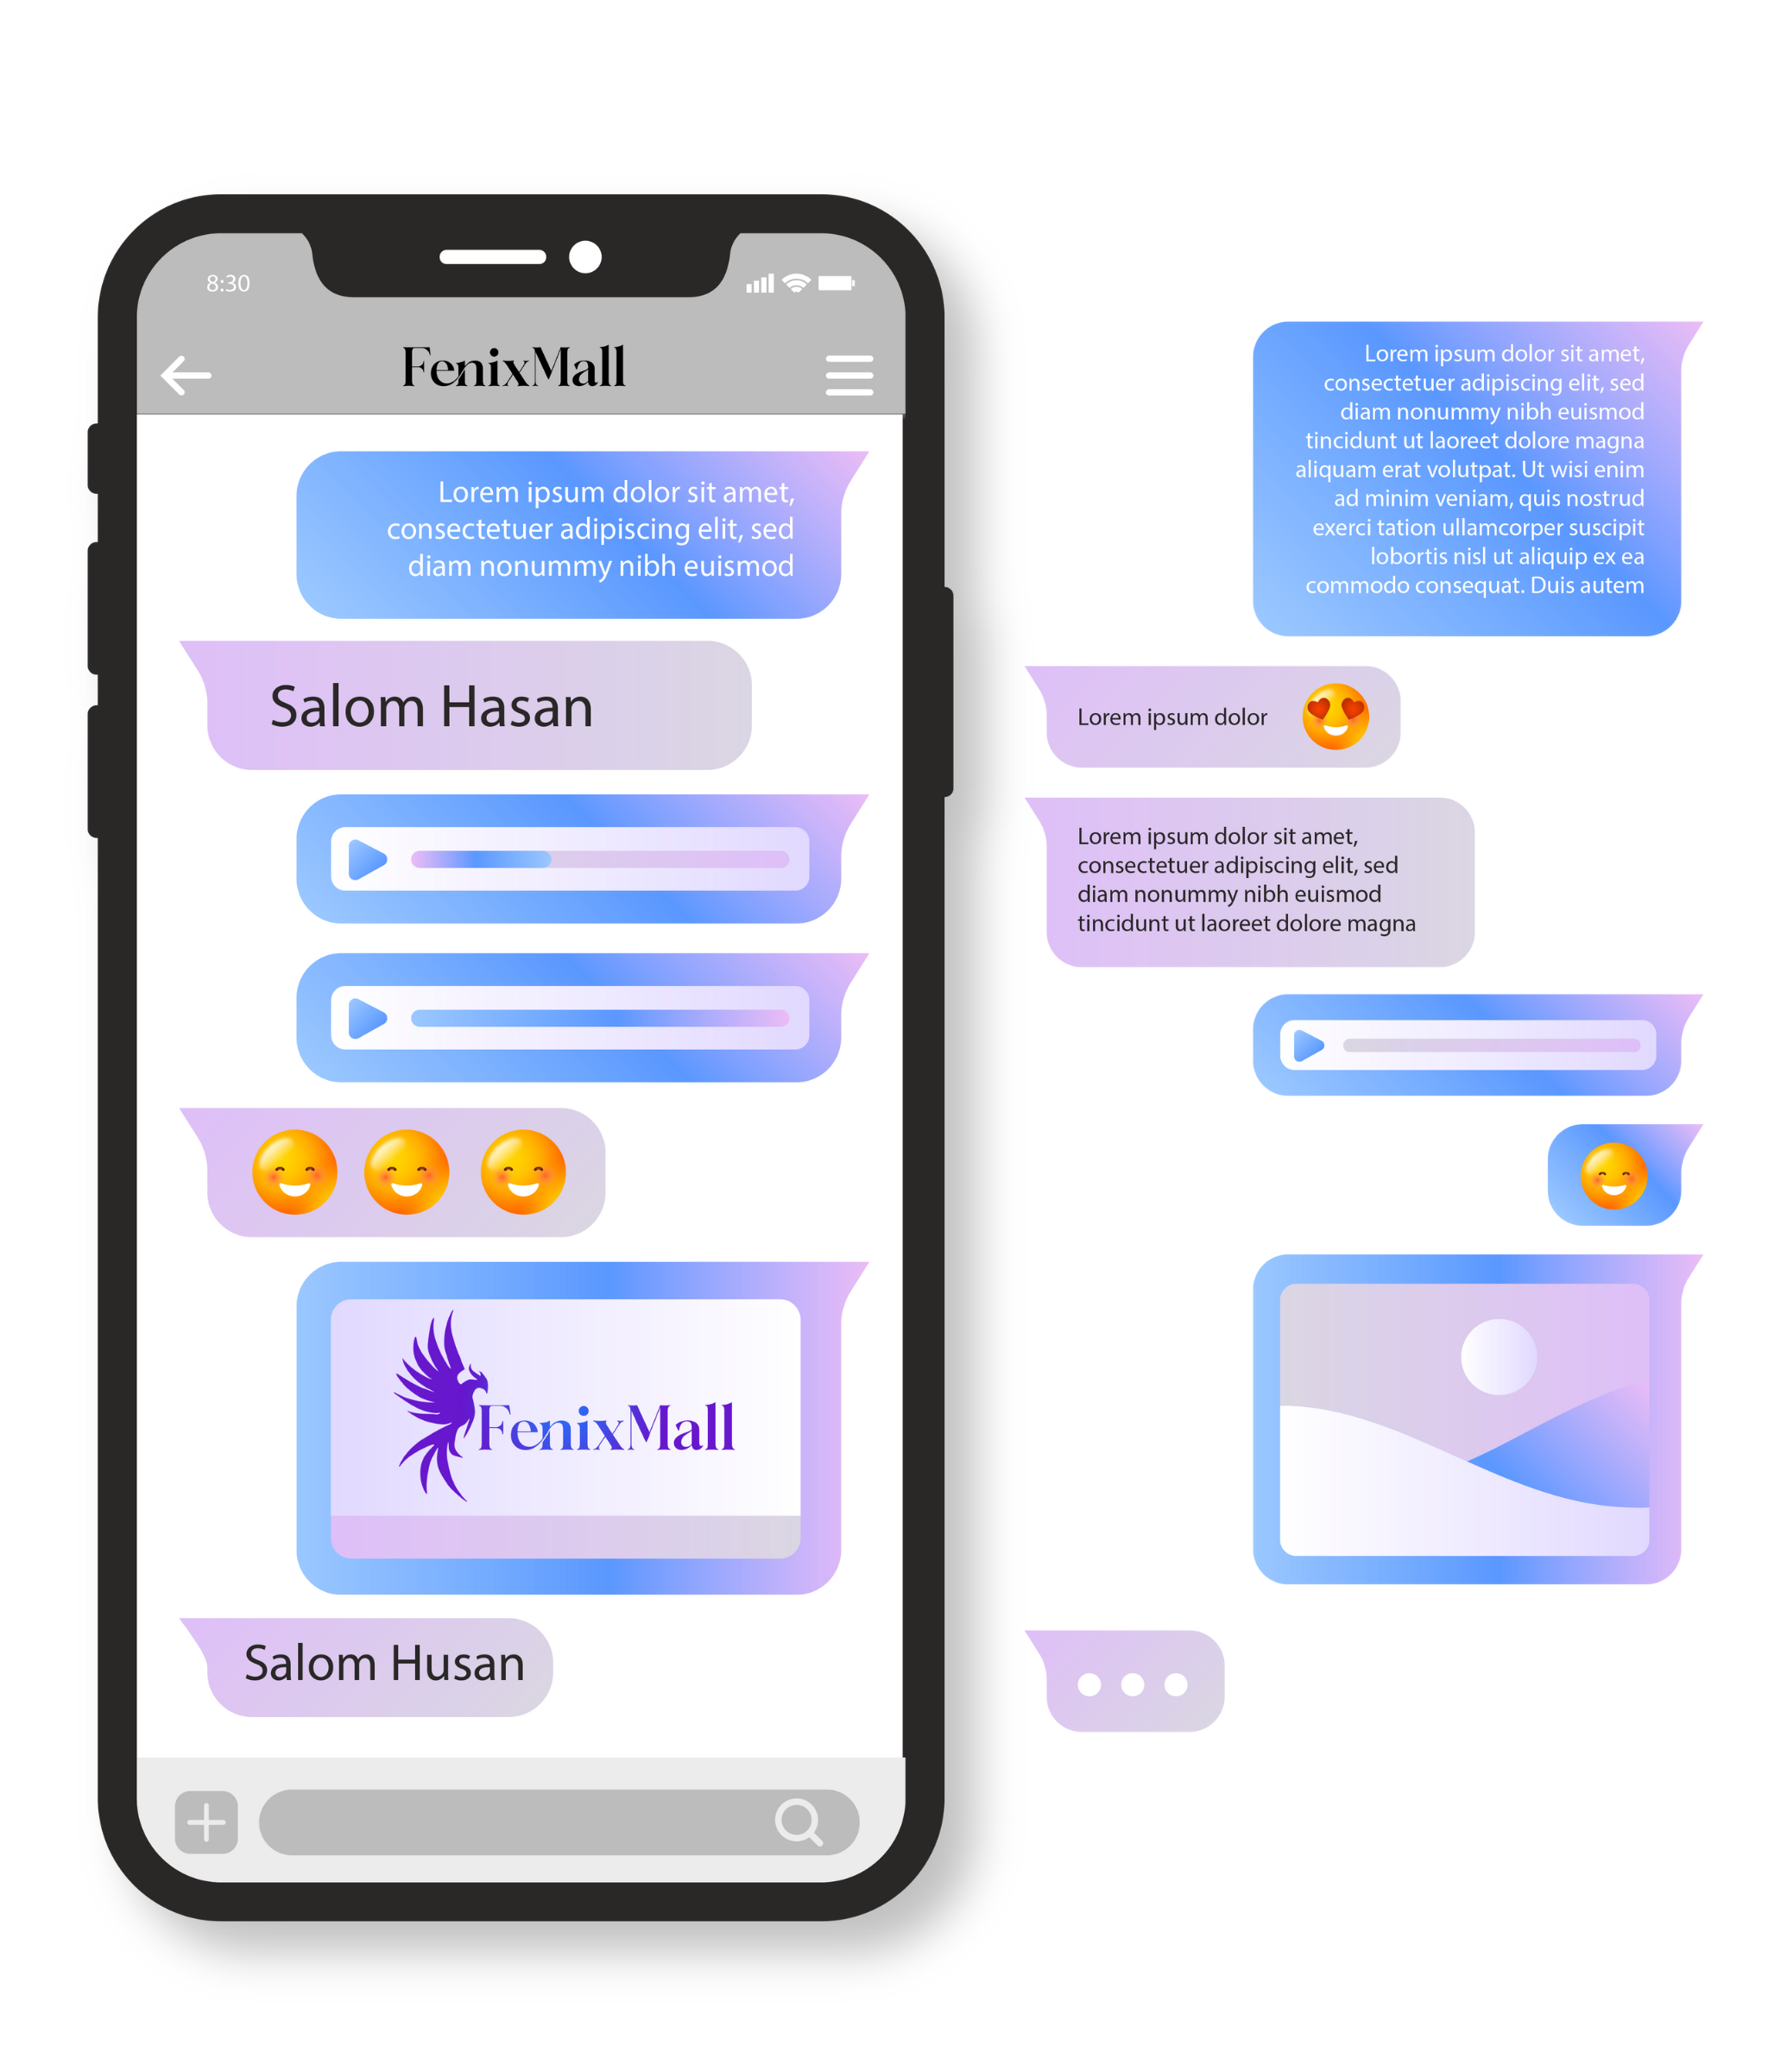 8:30
FenixMall
Lorem ipsum dolor sit amet,
consectetuer adipiscing elit, sed
diam nonummy nibh euismod
Salom Hasan
FenixMall
Salom Husan
Lorem ipsum dolor sit amet,
consectetuer adipiscing elit, sed
diam nonummy nibh euismod
tincidunt ut laoreet dolore magna
aliquam erat volutpat. Ut wisi enim
ad minim veniam, quis nostrud
exerci tation ullamcorper suscipit
lobortis nisl ut aliquip ex ea
commodo consequat. Duis autem
Lorem ipsum dolor
Lorem ipsum dolor sit amet,
consectetuer adipiscing elit, sed
diam nonummy nibh euismod
tincidunt ut laoreet dolore magna